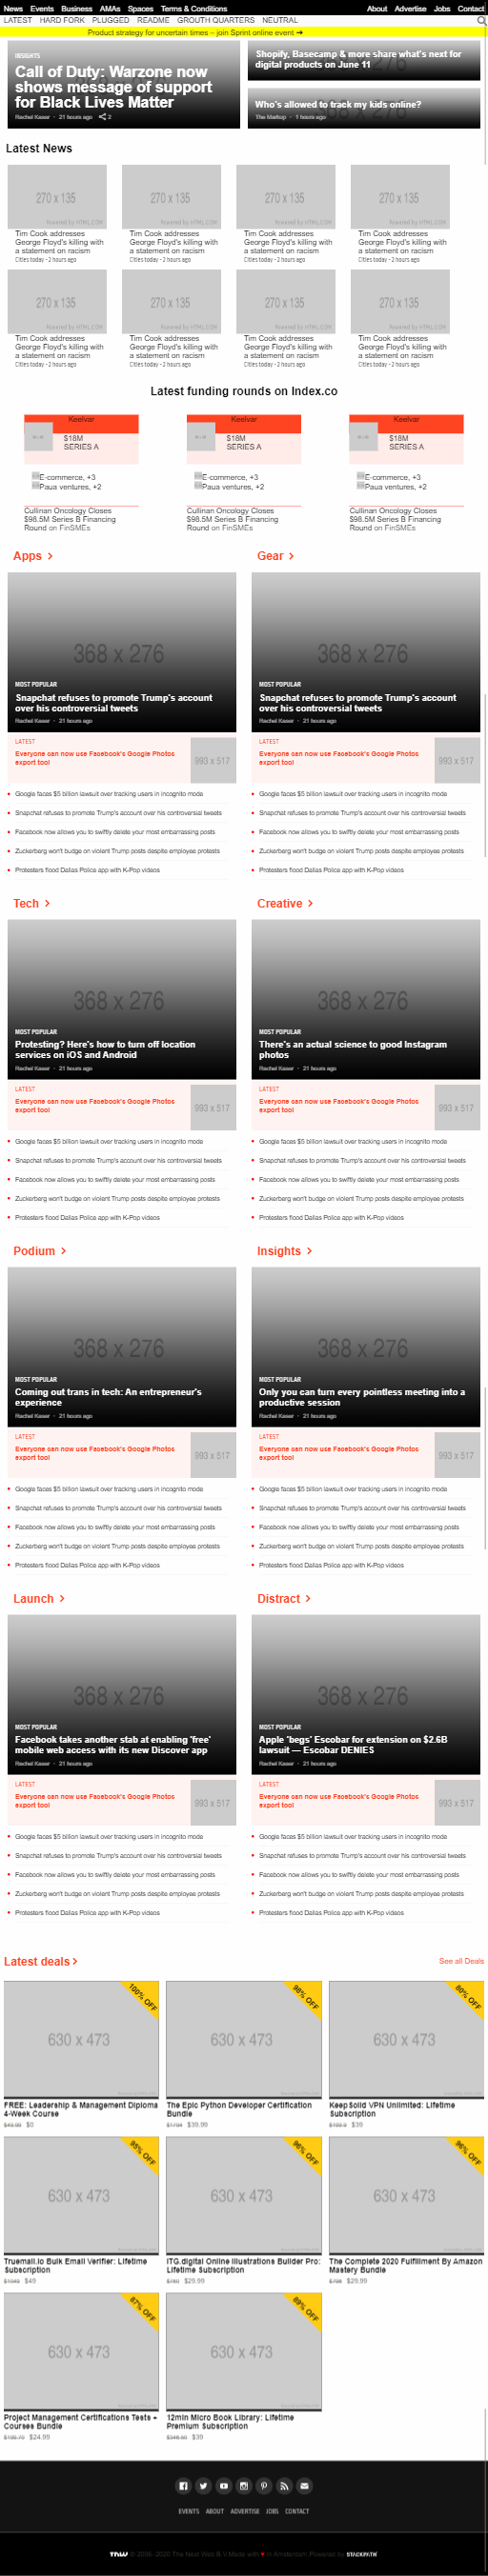 News Events Business AMAs Spaces Terms & Conditions About Advertise Jobs Contact
LATEST HARD FORK PLUGGED README GROUTH QUARTERS NEUTRAL
Product strategy for uncertain times – join Sprint online event ➔
INSIGHTS
Call of Duty: Warzone now
shows message of support
for Black Lives Matter
Rachel Kaser · 21 hours ago 2
Shopify, Basecamp & more share what's next for
digital products on June 11
Who's allowed to track my kids online?
The Markup · 1 hours ago
Latest News
270 x 135 270 x 135 270 x 135 270 x 135
Powered by HTML.COM Powered by HTML.COM Powered by HTML.COM Powered by HTML.COM
Tim Cook addresses Tim Cook addresses Tim Cook addresses Tim Cook addresses
George Floyd's killing with George Floyd's killing with George Floyd's killing with George Floyd's killing with
a statement on racism a statement on racism a statement on racism a statement on racism
Cities today - 2 hours ago Cities today - 2 hours ago Cities today - 2 hours ago Cities today - 2 hours ago
270 x 135 270 x 135 270 x 135 270 x 135
Powered by HTML.COM Powered by HTML.COM Powered by HTML.COM Powered by HTML.COM
Tim Cook addresses Tim Cook addresses Tim Cook addresses Tim Cook addresses
George Floyd's killing with George Floyd's killing with George Floyd's killing with George Floyd's killing with
a statement on racism a statement on racism a statement on racism a statement on racism
Cities today - 2 hours ago Cities today - 2 hours ago Cities today - 2 hours ago Cities today - 2 hours ago
Latest funding rounds on Index.co
Keelvar Keelvar Keelvar
$18M $18M $18M
SERIES A SERIES A SERIES A
E-commerce, +3 E-commerce, +3 E-commerce, +3
Paua ventures, +2 Paua ventures, +2 Paua ventures, +2
Cullinan Oncology Closes Cullinan Oncology Closes Cullinan Oncology Closes
$98.5M Series B Financing $98.5M Series B Financing $98.5M Series B Financing
Round on FinSMEs Round on FinSMEs Round on FinSMEs
Apps >
368 x 276
MOST POPULAR
Snapchat refuses to promote Trump's account
over his controversial tweets
Rachel Kaser · 21 hours ago
LATEST
Everyone can now use Facebook's Google Photos
export tool
993 x 517
Google faces $5 billion lawsuit over tracking users in incognito mode
Snapchat refuses to promote Trump's account over his controversial tweets
Facebook now allows you to swiftly delete your most embarrassing posts
Zuckerberg won't budge on violent Trump posts despite employee protests
Protesters flood Dallas Police app with K-Pop videos
Gear >
368 x 276
MOST POPULAR
Snapchat refuses to promote Trump's account
over his controversial tweets
Rachel Kaser · 21 hours ago
LATEST
Everyone can now use Facebook's Google Photos
export tool
993 x 517
Google faces $5 billion lawsuit over tracking users in incognito mode
Snapchat refuses to promote Trump's account over his controversial tweets
Facebook now allows you to swiftly delete your most embarrassing posts
Zuckerberg won't budge on violent Trump posts despite employee protests
Protesters flood Dallas Police app with K-Pop videos
Tech >
368 x 276
MOST POPULAR
Protesting? Here's how to turn off location
services on iOS and Android
Rachel Kaser · 21 hours ago
LATEST
Everyone can now use Facebook's Google Photos
export tool
993 x 517
Google faces $5 billion lawsuit over tracking users in incognito mode
Snapchat refuses to promote Trump's account over his controversial tweets
Facebook now allows you to swiftly delete your most embarrassing posts
Zuckerberg won't budge on violent Trump posts despite employee protests
Protesters flood Dallas Police app with K-Pop videos
Creative >
368 x 276
MOST POPULAR
There's an actual science to good Instagram
photos
Rachel Kaser · 21 hours ago
LATEST
Everyone can now use Facebook's Google Photos
export tool
993 x 517
Google faces $5 billion lawsuit over tracking users in incognito mode
Snapchat refuses to promote Trump's account over his controversial tweets
Facebook now allows you to swiftly delete your most embarrassing posts
Zuckerberg won't budge on violent Trump posts despite employee protests
Protesters flood Dallas Police app with K-Pop videos
Podium >
368 x 276
MOST POPULAR
Coming out trans in tech: An entrepreneur's
experience
Rachel Kaser · 21 hours ago
LATEST
Everyone can now use Facebook's Google Photos
export tool
993 x 517
Google faces $5 billion lawsuit over tracking users in incognito mode
Snapchat refuses to promote Trump's account over his controversial tweets
Facebook now allows you to swiftly delete your most embarrassing posts
Zuckerberg won't budge on violent Trump posts despite employee protests
Protesters flood Dallas Police app with K-Pop videos
Insights >
368 x 276
MOST POPULAR
Only you can turn every pointless meeting into a
productive session
Rachel Kaser · 21 hours ago
LATEST
Everyone can now use Facebook's Google Photos
export tool
993 x 517
Google faces $5 billion lawsuit over tracking users in incognito mode
Snapchat refuses to promote Trump's account over his controversial tweets
Facebook now allows you to swiftly delete your most embarrassing posts
Zuckerberg won't budge on violent Trump posts despite employee protests
Protesters flood Dallas Police app with K-Pop videos
Launch >
368 x 276
MOST POPULAR
Facebook takes another stab at enabling 'free'
mobile web access with its new Discover app
Rachel Kaser · 21 hours ago
LATEST
Everyone can now use Facebook's Google Photos
export tool
993 x 517
Google faces $5 billion lawsuit over tracking users in incognito mode
Snapchat refuses to promote Trump's account over his controversial tweets
Facebook now allows you to swiftly delete your most embarrassing posts
Zuckerberg won't budge on violent Trump posts despite employee protests
Protesters flood Dallas Police app with K-Pop videos
Distract >
368 x 276
MOST POPULAR
Apple 'begs' Escobar for extension on $2.6B
lawsuit — Escobar DENIES
Rachel Kaser · 21 hours ago
LATEST
Everyone can now use Facebook's Google Photos
export tool
993 x 517
Google faces $5 billion lawsuit over tracking users in incognito mode
Snapchat refuses to promote Trump's account over his controversial tweets
Facebook now allows you to swiftly delete your most embarrassing posts
Zuckerberg won't budge on violent Trump posts despite employee protests
Protesters flood Dallas Police app with K-Pop videos
Latest deals > See all Deals
100% OFF 98% OFF 80% OFF
630 x 473 630 x 473 630 x 473
FREE: Leadership & Management Diploma The Epic Python Developer Certification KeepSolid VPN Unlimited: Lifetime
4-Week Course Bundle Subscription
$0 $39.99 $39
95% OFF 96% OFF 96% OFF
630 x 473 630 x 473 630 x 473
Truemail.io Bulk Email Verifier: Lifetime ITG.digital Online Illustrations Builder Pro: The Complete 2020 Fulfillment By Amazon
Subscription Lifetime Subscription Mastery Bundle
$49 $29.99 $29.99
87% OFF 89% OFF
630 x 473 630 x 473
Project Management Certifications Tests + 12min Micro Book Library: Lifetime
Courses Bundle Premium Subscription
$24.99 $39
EVENTS ABOUT ADVERTISE JOBS CONTACT
TNW © 2006–2020 The Next Web B.V. Made with ♥ in Amsterdam Powered by STACKPATH